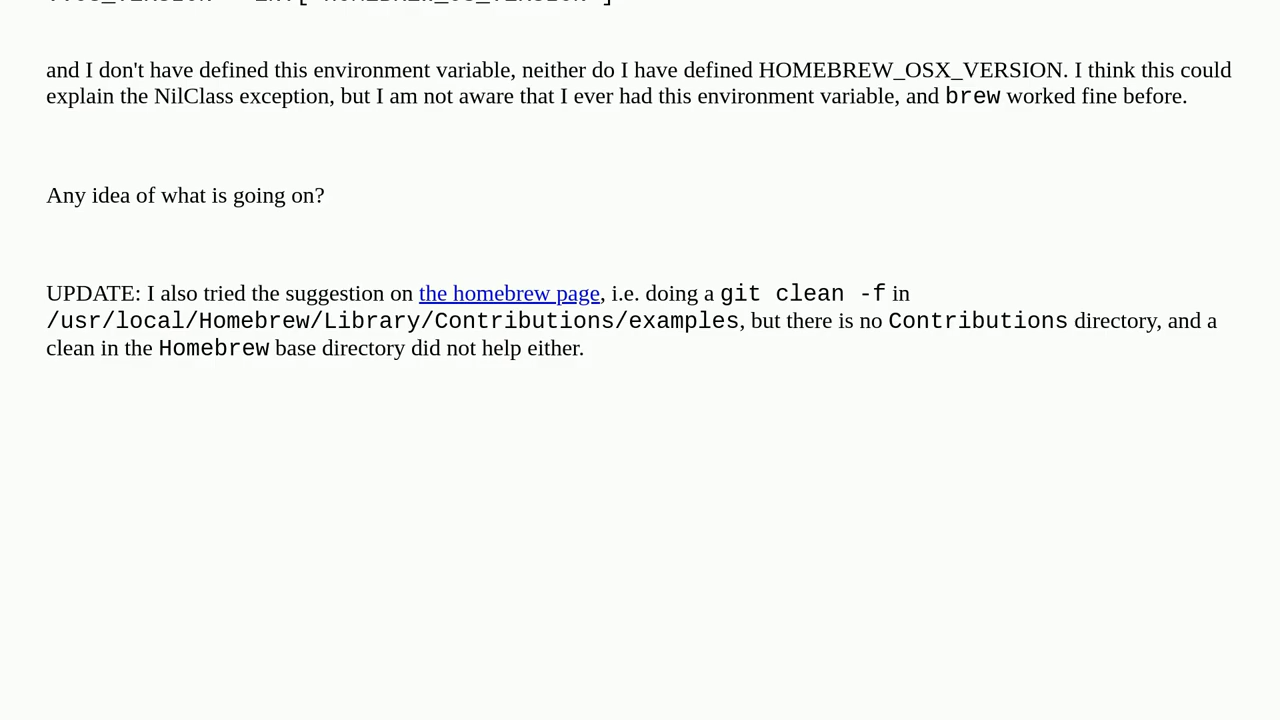 and I don't have defined this environment variable, neither do I have defined HOMEBREW_OSX_VERSION. I think this could
explain the NilClass exception, but I am not aware that I ever had this environment variable, and brew worked fine before.
Any idea of what is going on?
UPDATE: I also tried the suggestion on the homebrew page, i.e. doing a git clean -f in
/usr/local/Homebrew/Library/Contributions/examples, but there is no Contributions directory, and a
clean in the Homebrew base directory did not help either.